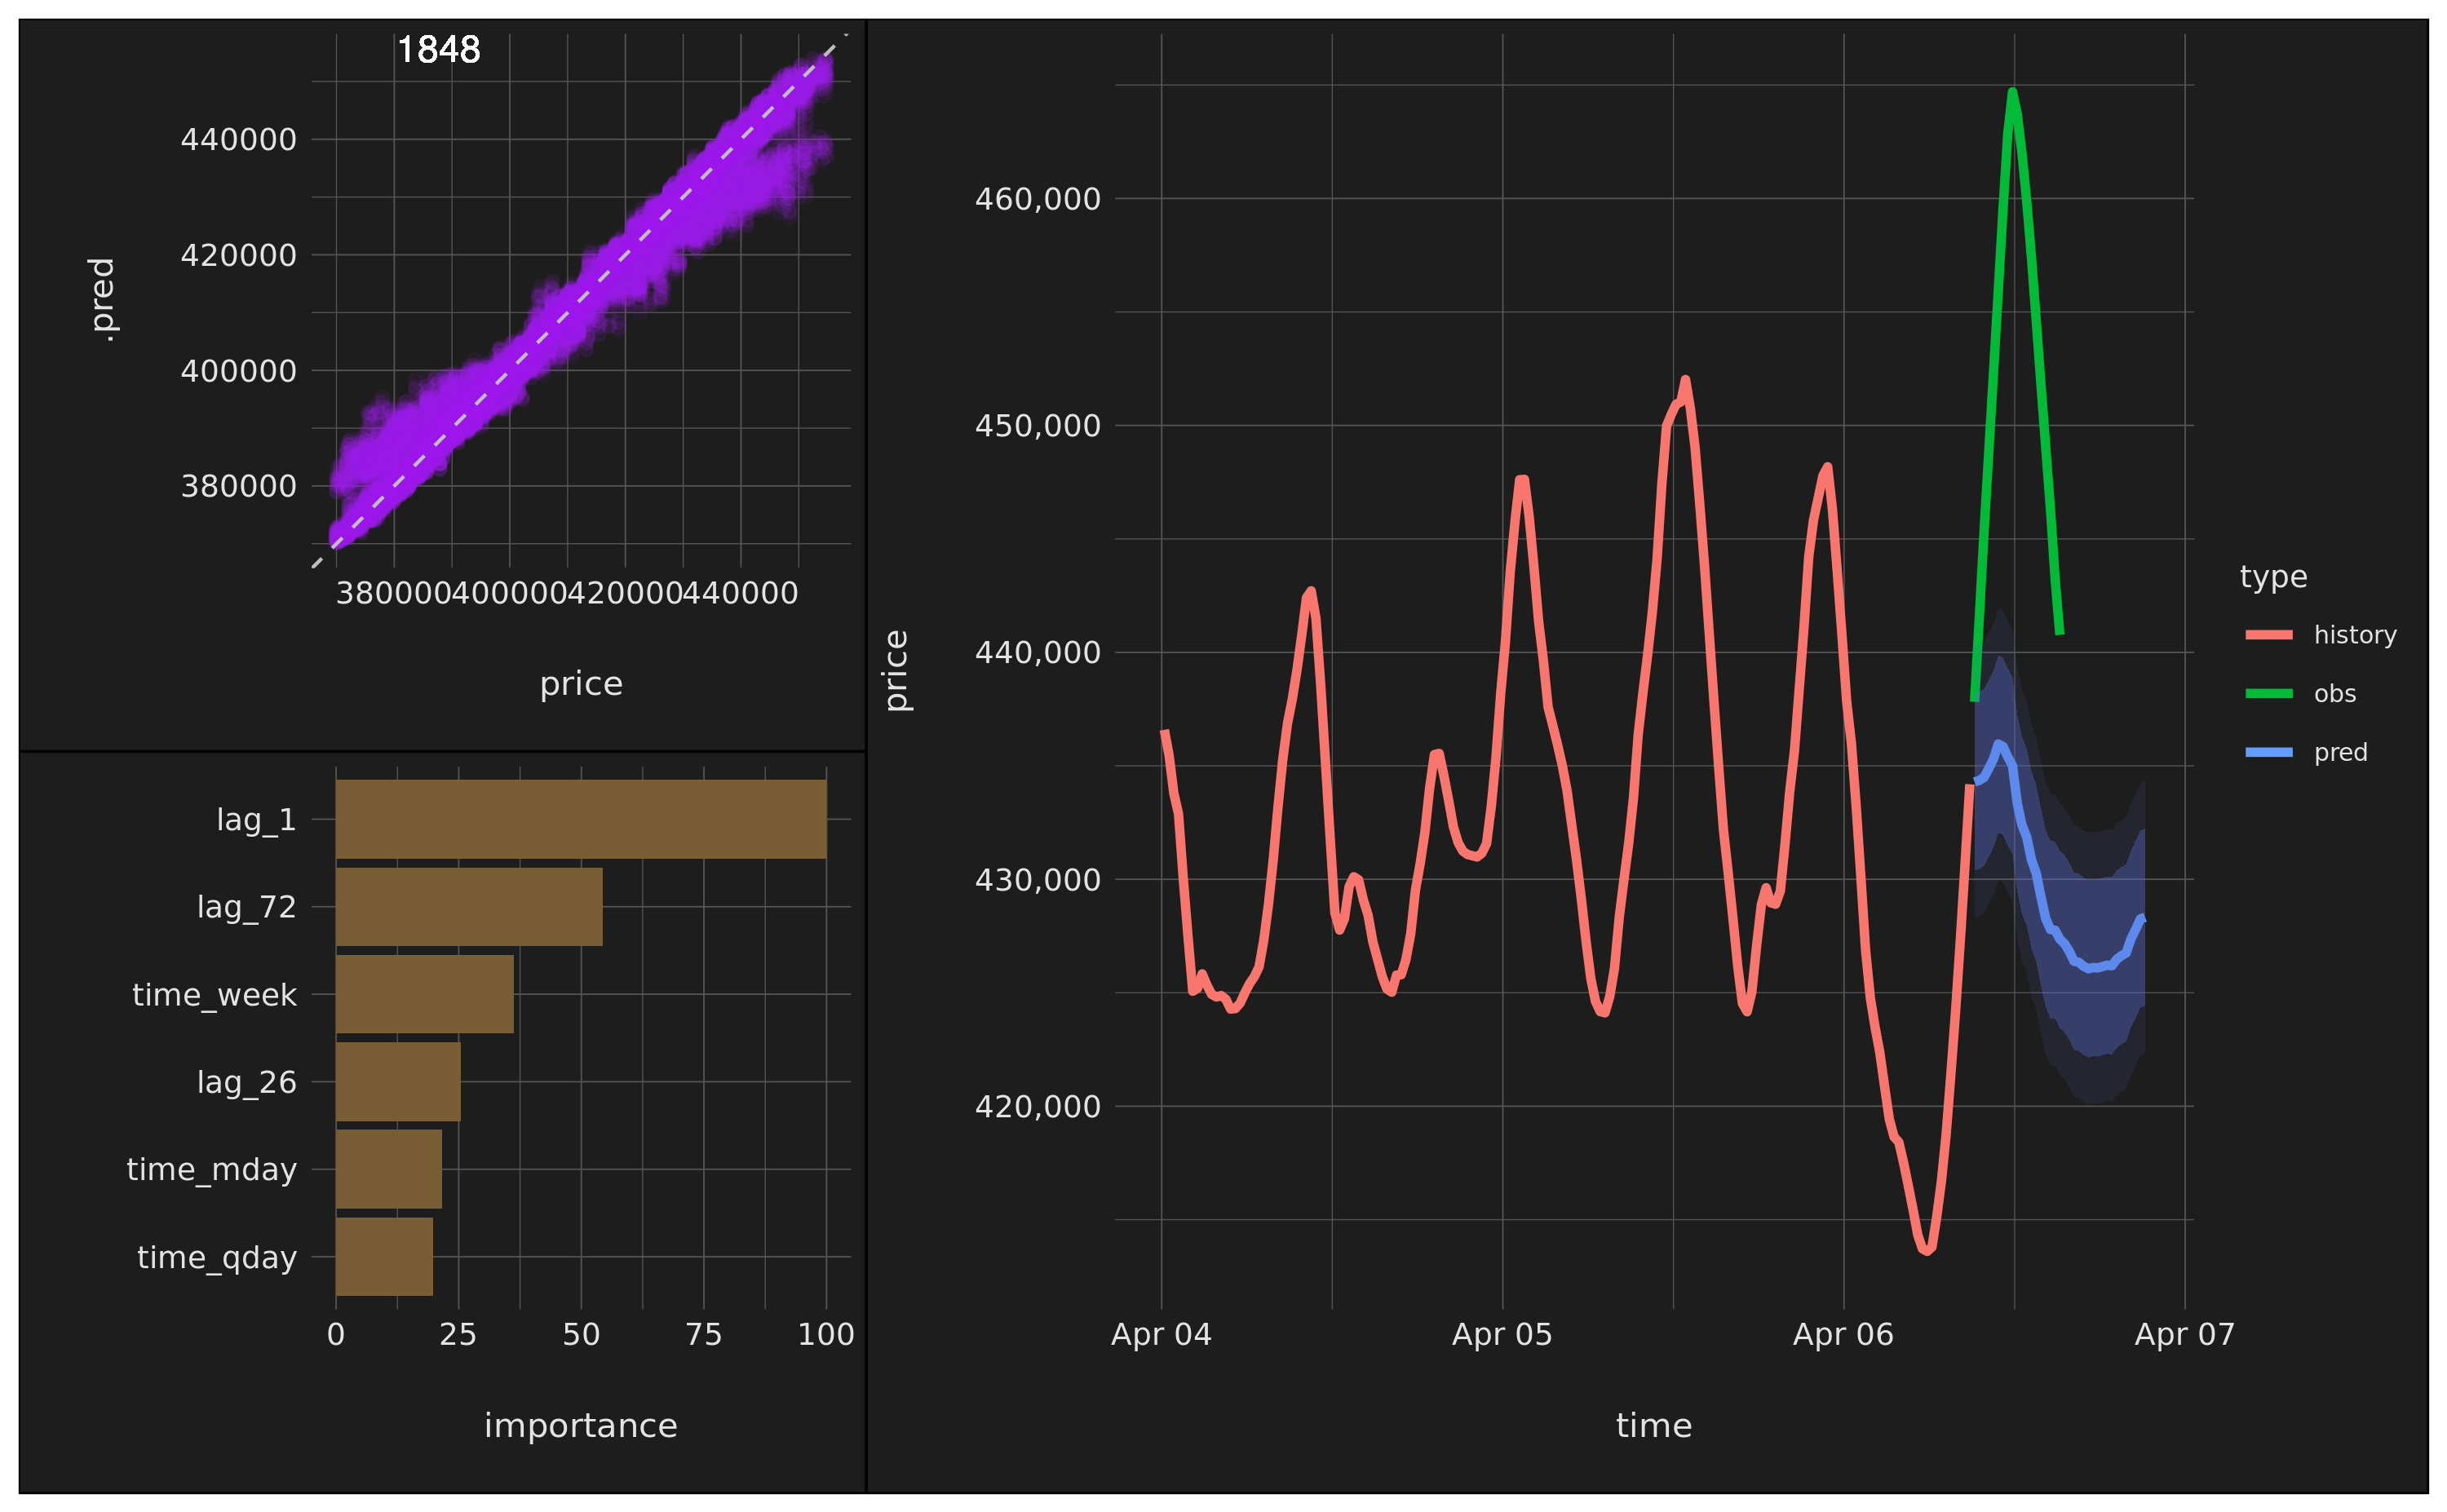 1848
440000
420000
400000
380000
.pred
380000400000420000440000
price
lag_1
lag_72
time_week
lag_26
time_mday
time_qday
0 25 50 75 100
importance
460,000
450,000
440,000
430,000
420,000
price
Apr 04 Apr 05 Apr 06 Apr 07
time
type
history
obs
pred